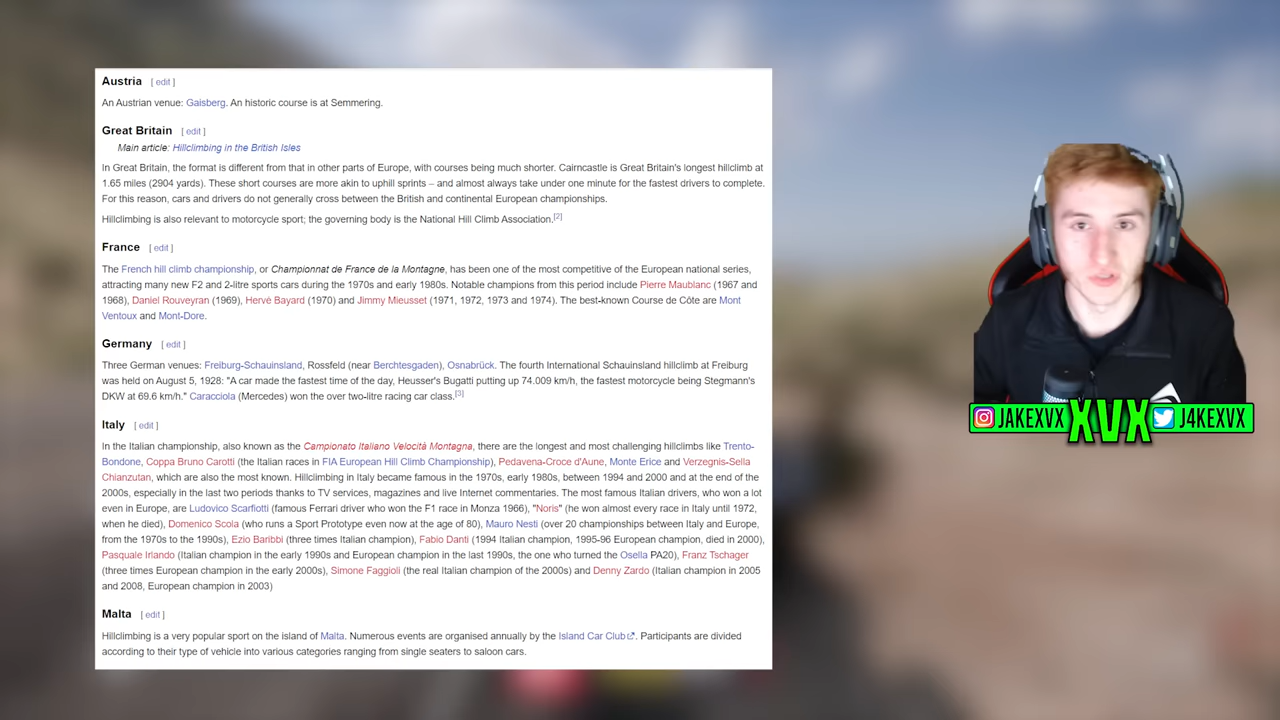 Austria [ edit ]
An Austrian venue: Gaisberg. An historic course is at Semmering.
Great Britain [ edit ]
Main article: Hillclimbing in the British Isles
In Great Britain, the format is different from that in other parts of Europe, with courses being much shorter. Cairncastle is Great Britain's longest hillclimb at
1.65 miles (2904 yards). These short courses are more akin to uphill sprints – and almost always take under one minute for the fastest drivers to complete.
For this reason, cars and drivers do not generally cross between the British and continental European championships.
Hillclimbing is also relevant to motorcycle sport; the governing body is the National Hill Climb Association.[2]
France [ edit ]
The French hill climb championship, or Championnat de France de la Montagne, has been one of the most competitive of the European national series,
attracting many new F2 and 2-litre sports cars during the 1970s and early 1980s. Notable champions from this period include Pierre Maublanc (1967 and
1968), Daniel Rouveyran (1969), Hervé Bayard (1970) and Jimmy Mieusset (1971, 1972, 1973 and 1974). The best-known Course de Côte are Mont
Ventoux and Mont-Dore.
Germany [ edit ]
Three German venues: Freiburg-Schauinsland, Rossfeld (near Berchtesgaden), Osnabrück. The fourth International Schauinsland hillclimb at Freiburg
was held on August 5, 1928: "A car made the fastest time of the day, Heusser's Bugatti putting up 74.009 km/h, the fastest motorcycle being Stegmann's
DKW at 69.6 km/h." Caracciola (Mercedes) won the over two-litre racing car class.[3]
Italy [ edit ]
In the Italian championship, also known as the Campionato Italiano Velocità Montagna, there are the longest and most challenging hillclimbs like Trento-
Bondone, Coppa Bruno Carotti (the Italian races in FIA European Hill Climb Championship), Pedavena-Croce d'Aune, Monte Erice and Verzegnis-Sella
Chianzutan, which are also the most known. Hillclimbing in Italy became famous in the 1970s, early 1980s, between 1994 and 2000 and at the end of the
2000s, especially in the last two periods thanks to TV services, magazines and live Internet commentaries. The most famous Italian drivers, who won a lot
even in Europe, are Ludovico Scarfiotti (famous Ferrari driver who won the F1 race in Monza 1966), "Noris" (he won almost every race in Italy until 1972,
when he died), Domenico Scola (who runs a Sport Prototype even now at the age of 80), Mauro Nesti (over 20 championships between Italy and Europe,
from the 1970s to the 1990s), Ezio Baribbi (three times Italian champion), Fabio Danti (1994 Italian champion, 1995-96 European champion, died in 2000),
Pasquale Irlando (Italian champion in the early 1990s and European champion in the last 1990s, the one who turned the Osella PA20), Franz Tschager
(three times European champion in the early 2000s), Simone Faggioli (the real Italian champion of the 2000s) and Denny Zardo (Italian champion in 2005
and 2008, European champion in 2003)
Malta [ edit ]
Hillclimbing is a very popular sport on the island of Malta. Numerous events are organised annually by the Island Car Club. Participants are divided
according to their type of vehicle into various categories ranging from single seaters to saloon cars.
JAKEXVX XVX J4KEXVX